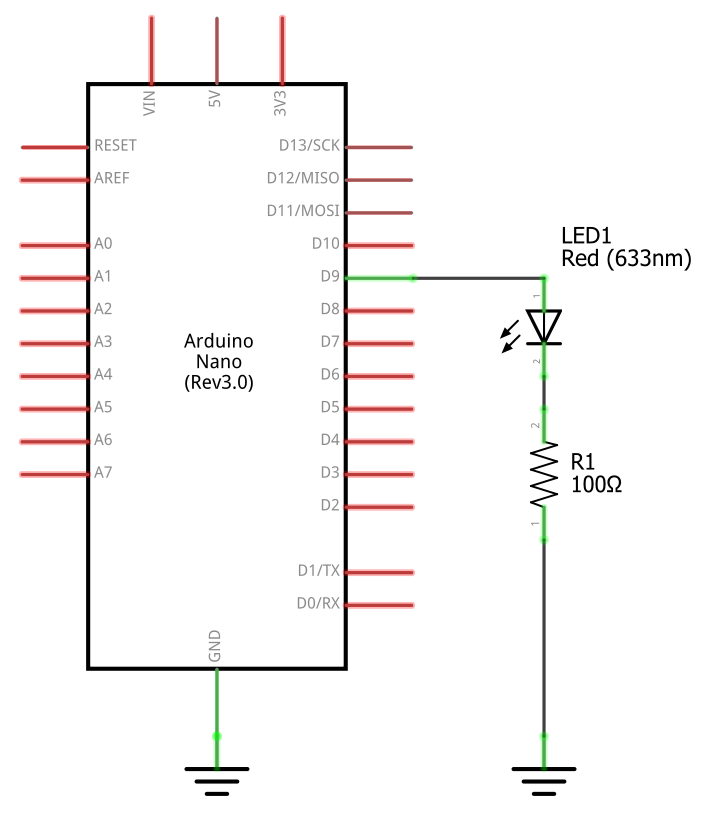 VIN
5V
3V3
RESET
D13/SCK
AREF
D12/MISO
D11/MOSI
LED1
Red (633nm)
A0
D10
A1
D9
1
A2
D8
A3
D7
Arduino
Nano
(Rev3.0)
2
A4
D6
A5
D5
2
A6
D4
A7
D3
R1
100Ω
D2
1
D1/TX
D0/RX
GND